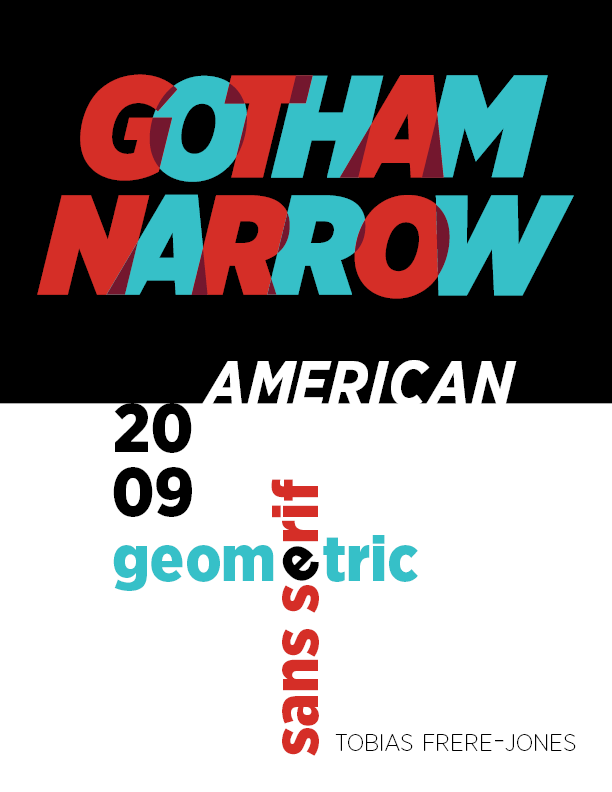 GOTHAM
NARROW
AMERICAN
20
09
geometric
sans serif
TOBIAS FRERE-JONES